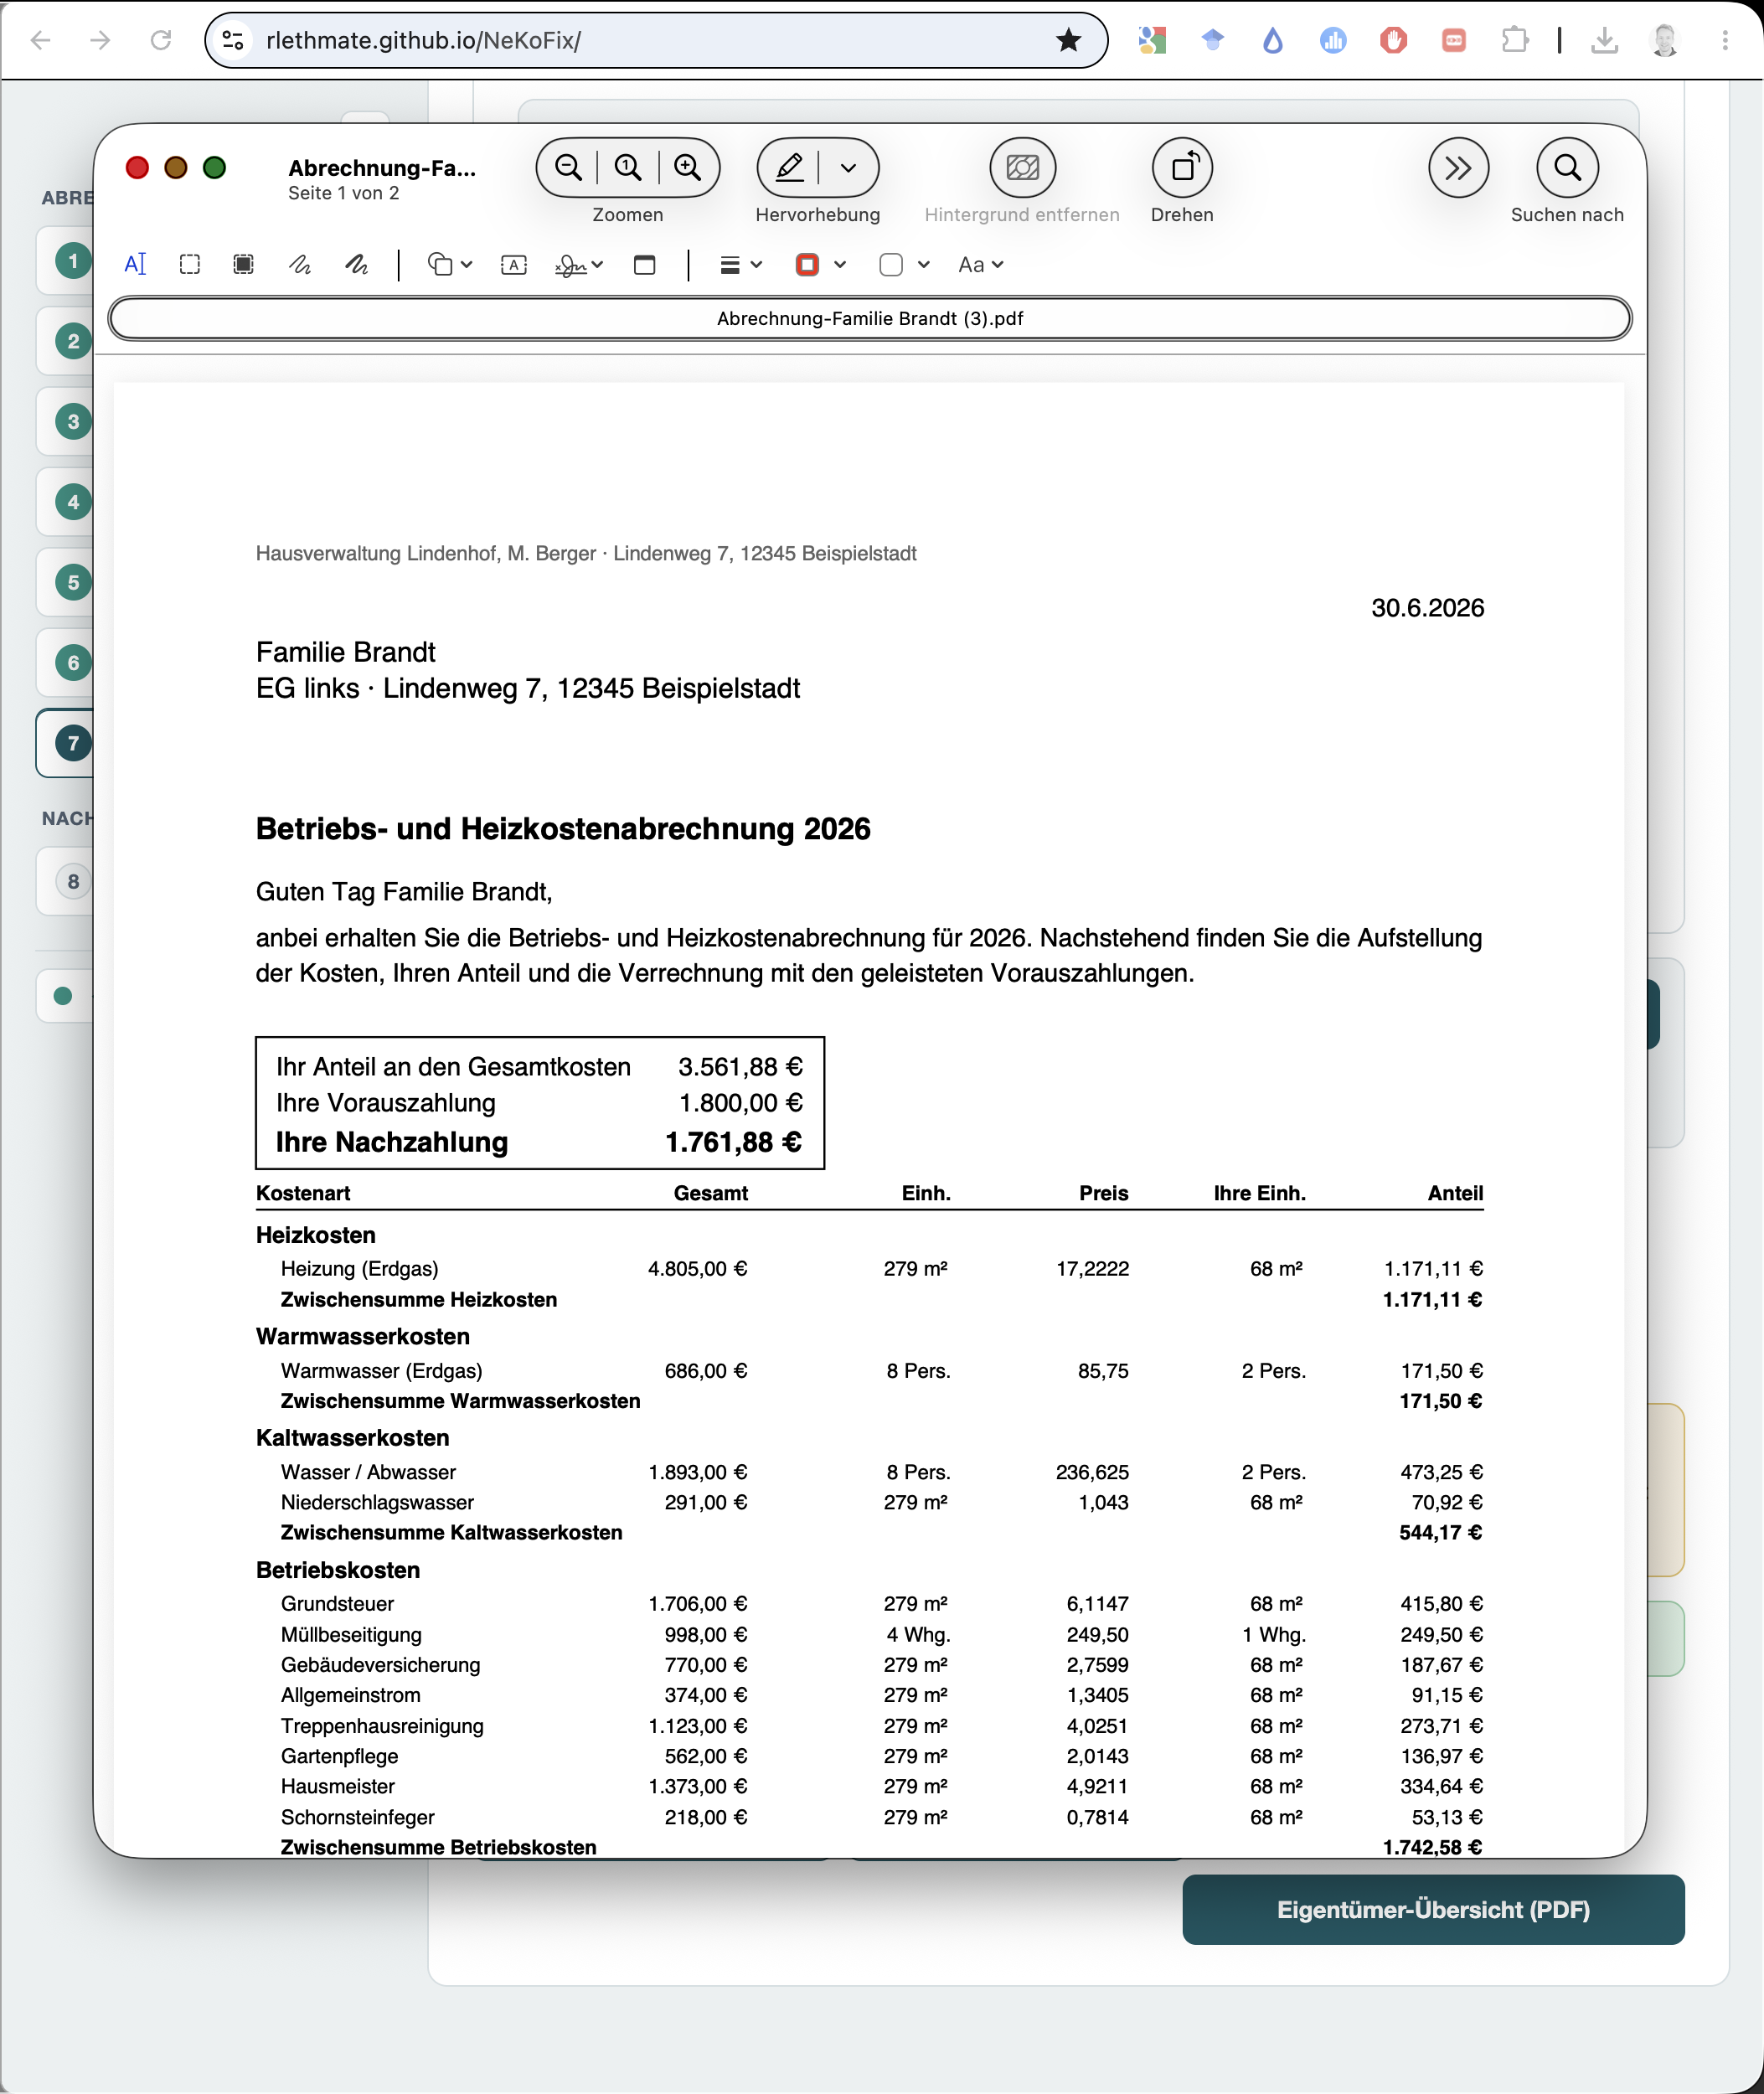 rlethmate.github.io/NeKoFix/
Abrechnung-Fa...
Seite 1 von 2
Zoomen
Hervorhebung
Hintergrund entfernen
Drehen
Suchen nach
Aa
Abrechnung-Familie Brandt (3).pdf
ABRE
1
2
3
4
5
6
7
NACH
8
Hausverwaltung Lindenhof, M. Berger · Lindenweg 7, 12345 Beispielstadt
30.6.2026
Familie Brandt
EG links · Lindenweg 7, 12345 Beispielstadt
Betriebs- und Heizkostenabrechnung 2026
Guten Tag Familie Brandt,
anbei erhalten Sie die Betriebs- und Heizkostenabrechnung für 2026. Nachstehend finden Sie die Aufstellung
der Kosten, Ihren Anteil und die Verrechnung mit den geleisteten Vorauszahlungen.
Ihr Anteil an den Gesamtkosten 3.561,88 €
Ihre Vorauszahlung 1.800,00 €
Ihre Nachzahlung 1.761,88 €
Kostenart Gesamt Einh. Preis Ihre Einh. Anteil
Heizkosten
Heizung (Erdgas) 4.805,00 € 279 m² 17,2222 68 m² 1.171,11 €
Zwischensumme Heizkosten 1.171,11 €
Warmwasserkosten
Warmwasser (Erdgas) 686,00 € 8 Pers. 85,75 2 Pers. 171,50 €
Zwischensumme Warmwasserkosten 171,50 €
Kaltwasserkosten
Wasser / Abwasser 1.893,00 € 8 Pers. 236,625 2 Pers. 473,25 €
Niederschlagswasser 291,00 € 279 m² 1,043 68 m² 70,92 €
Zwischensumme Kaltwasserkosten 544,17 €
Betriebskosten
Grundsteuer 1.706,00 € 279 m² 6,1147 68 m² 415,80 €
Müllbeseitigung 998,00 € 4 Whg. 249,50 1 Whg. 249,50 €
Gebäudeversicherung 770,00 € 279 m² 2,7599 68 m² 187,67 €
Allgemeinstrom 374,00 € 279 m² 1,3405 68 m² 91,15 €
Treppenhausreinigung 1.123,00 € 279 m² 4,0251 68 m² 273,71 €
Gartenpflege 562,00 € 279 m² 2,0143 68 m² 136,97 €
Hausmeister 1.373,00 € 279 m² 4,9211 68 m² 334,64 €
Schornsteinfeger 218,00 € 279 m² 0,7814 68 m² 53,13 €
Zwischensumme Betriebskosten 1.742,58 €
Eigentümer-Übersicht (PDF)